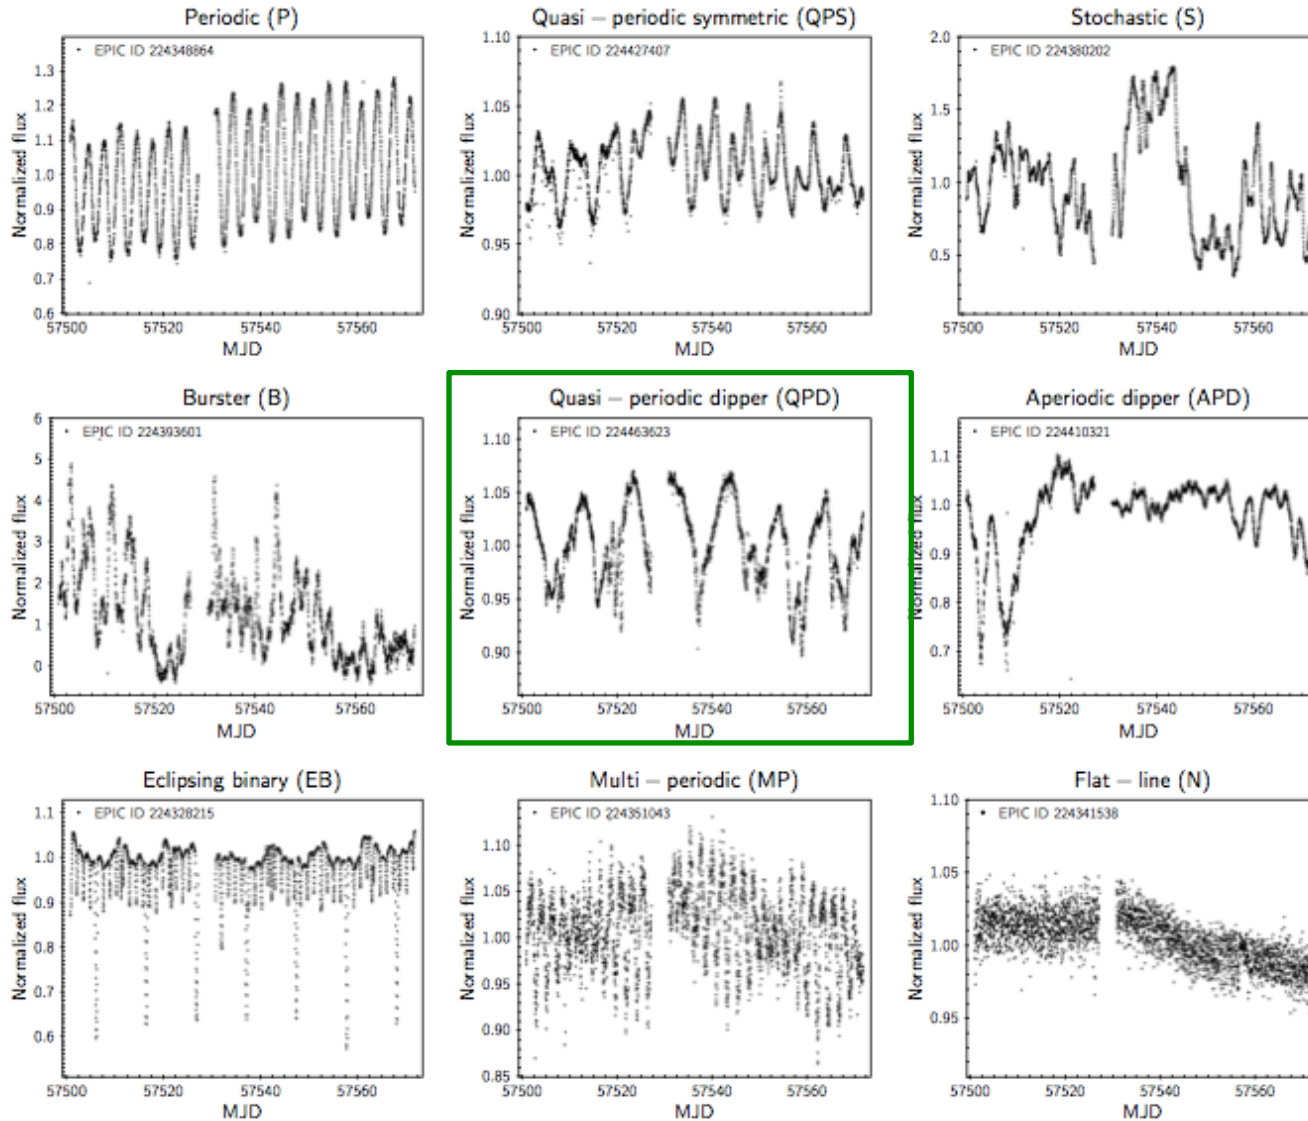 Periodic (P)
Quasi – periodic symmetric (QPS)
Stochastic (S)
EPIC ID 224348864
EPIC ID 224427407
EPIC ID 224380202
Normalized flux
1.3
1.2
1.1
1.0
0.9
0.8
0.7
0.6
57500
57520
57540
57560
MJD
Normalized flux
1.10
1.05
1.00
0.95
0.90
57500
57520
57540
57560
MJD
Normalized flux
2.0
1.5
1.0
0.5
57500
57520
57540
57560
MJD
Burster (B)
Quasi – periodic dipper (QPD)
Aperiodic dipper (APD)
EPIC ID 224393601
EPIC ID 224463623
EPIC ID 224410321
Normalized flux
6
5
4
3
2
1
0
57500
57520
57540
57560
MJD
Normalized flux
1.10
1.05
1.00
0.95
0.90
57500
57520
57540
57560
MJD
Normalized flux
1.1
1.0
0.9
0.8
0.7
57500
57520
57540
57560
MJD
Eclipsing binary (EB)
Multi – periodic (MP)
Flat – line (N)
EPIC ID 224328215
EPIC ID 224351043
EPIC ID 224341538
Normalized flux
1.1
1.0
0.9
0.8
0.7
0.6
57500
57520
57540
57560
MJD
Normalized flux
1.10
1.05
1.00
0.95
0.90
0.85
57500
57520
57540
57560
MJD
Normalized flux
1.10
1.05
1.00
0.95
57500
57520
57540
57560
MJD